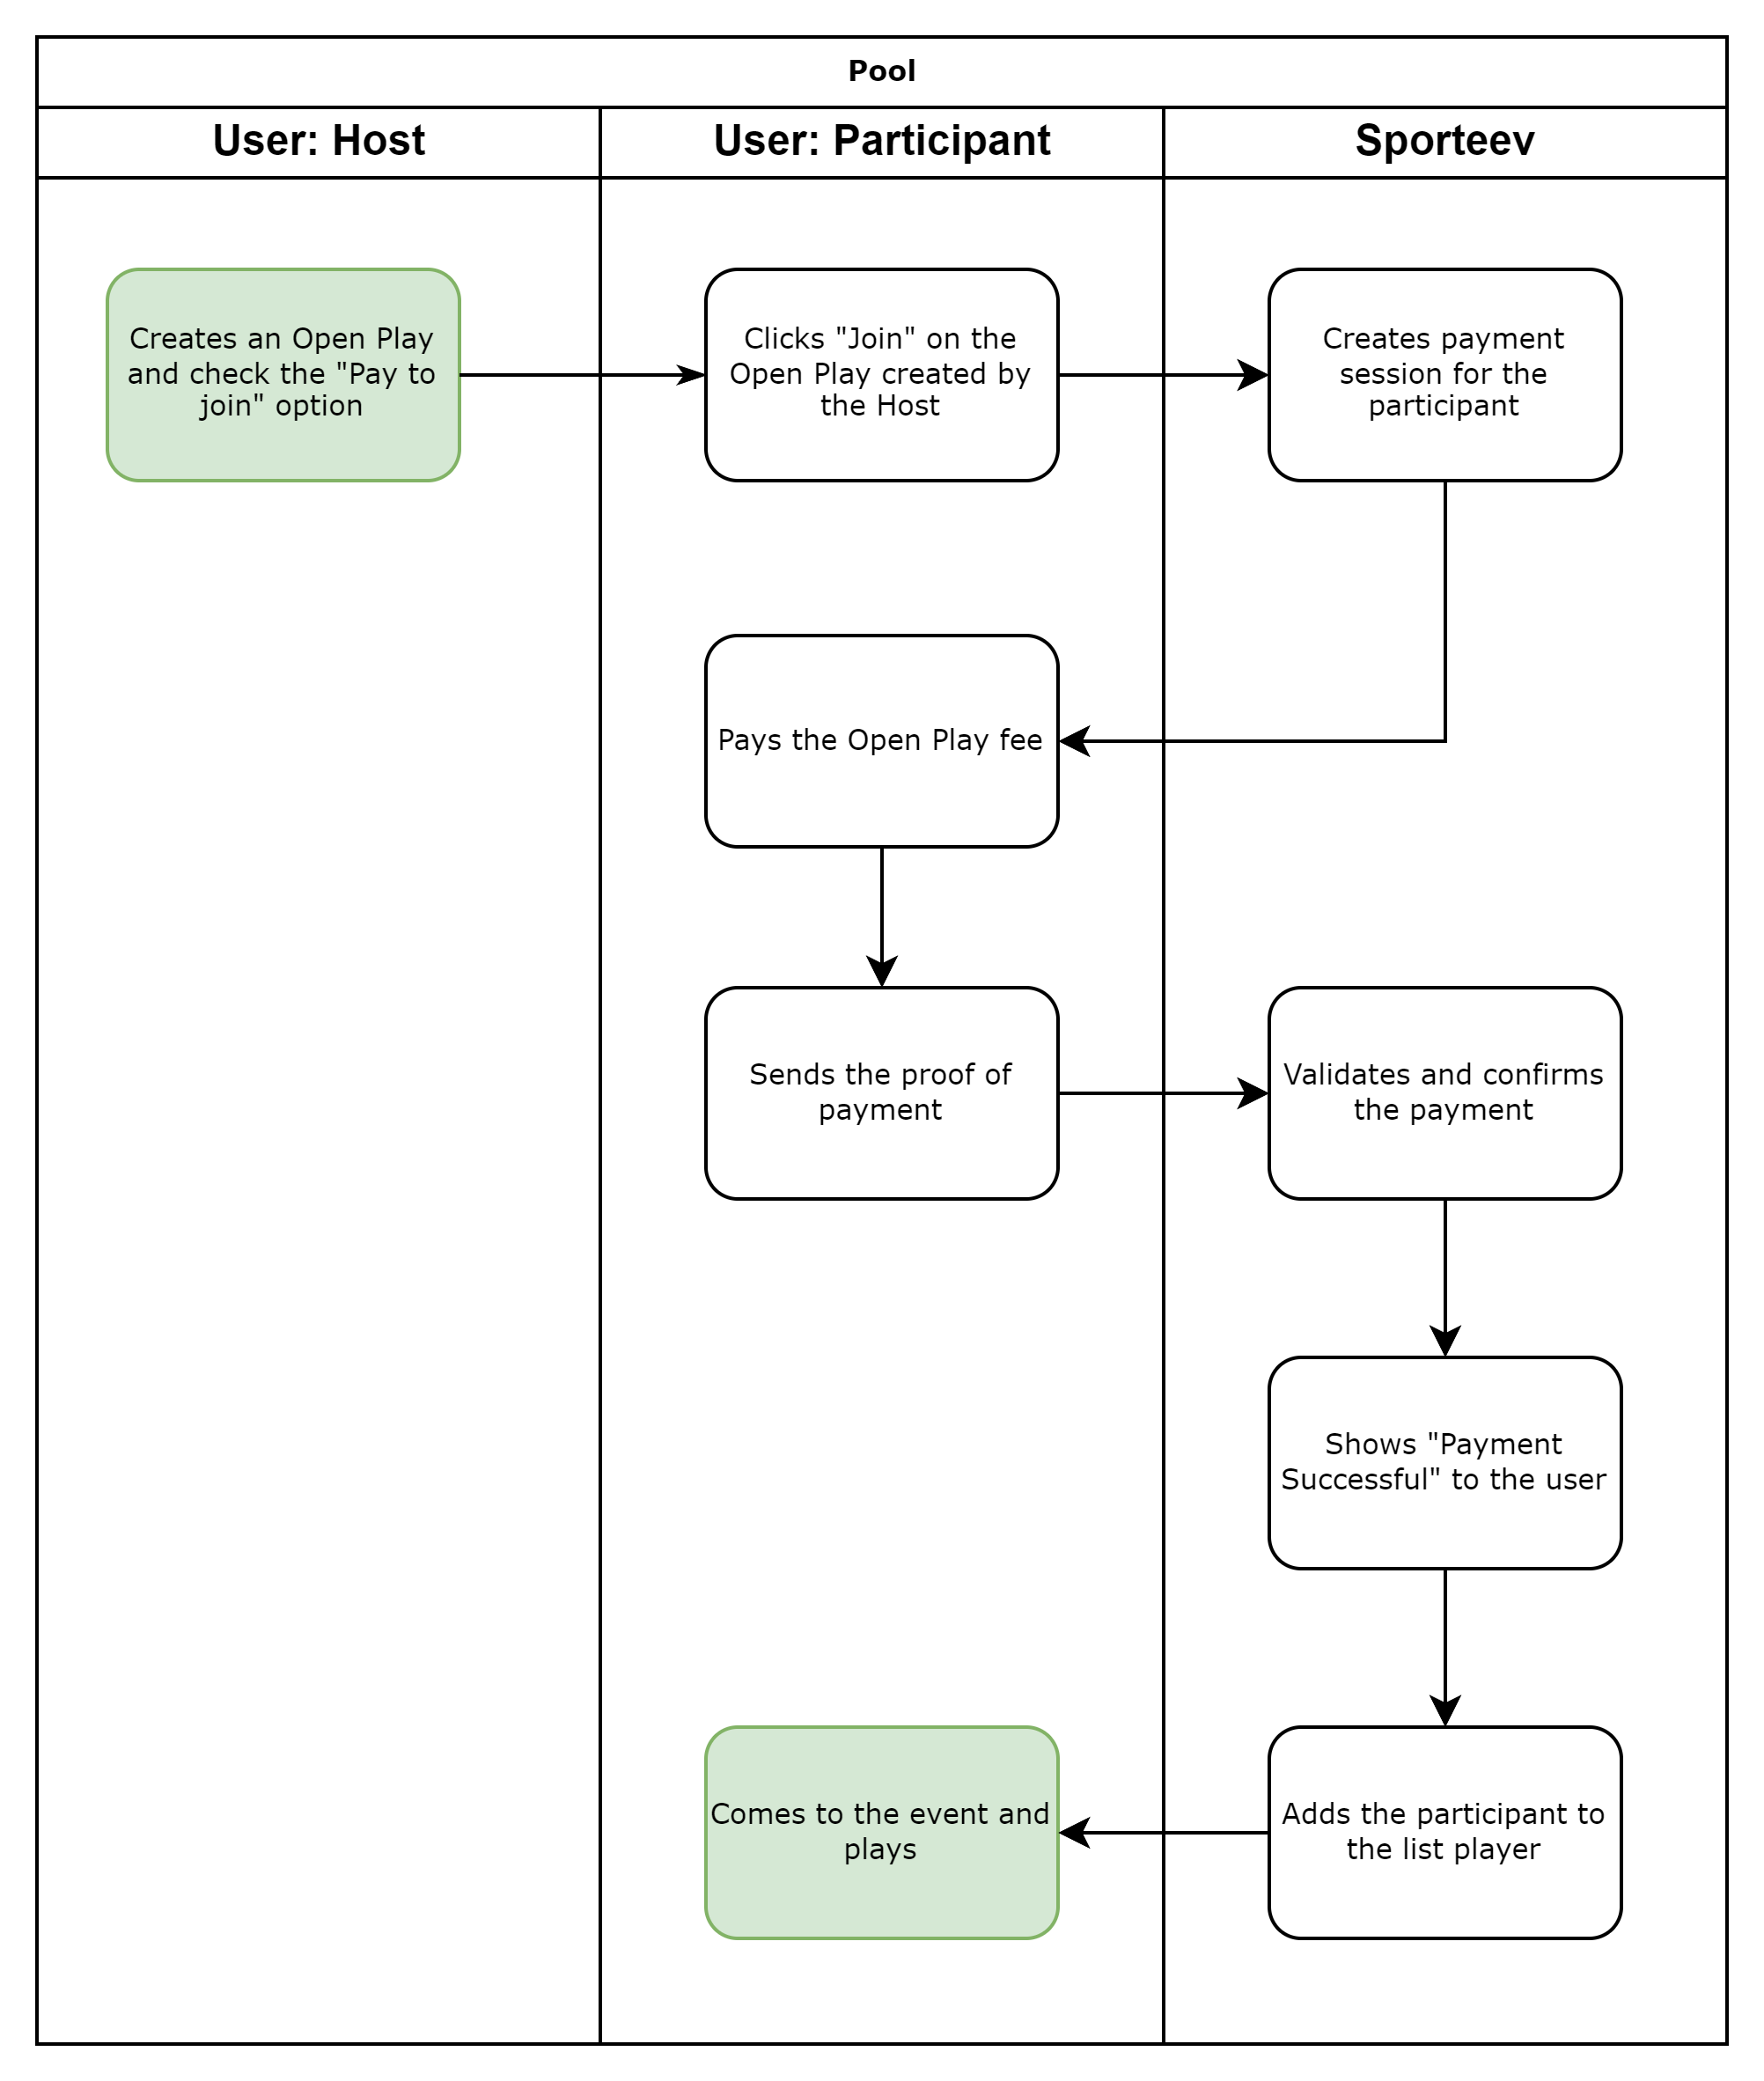 Pool
User: Host
User: Participant
Sporteev
Creates an Open Play
and check the "Pay to
join" option
Clicks "Join" on the
Open Play created by
the Host
Creates payment
session for the
participant
Pays the Open Play fee
Sends the proof of
payment
Validates and confirms
the payment
Shows "Payment
Successful" to the user
Comes to the event and
plays
Adds the participant to
the list player